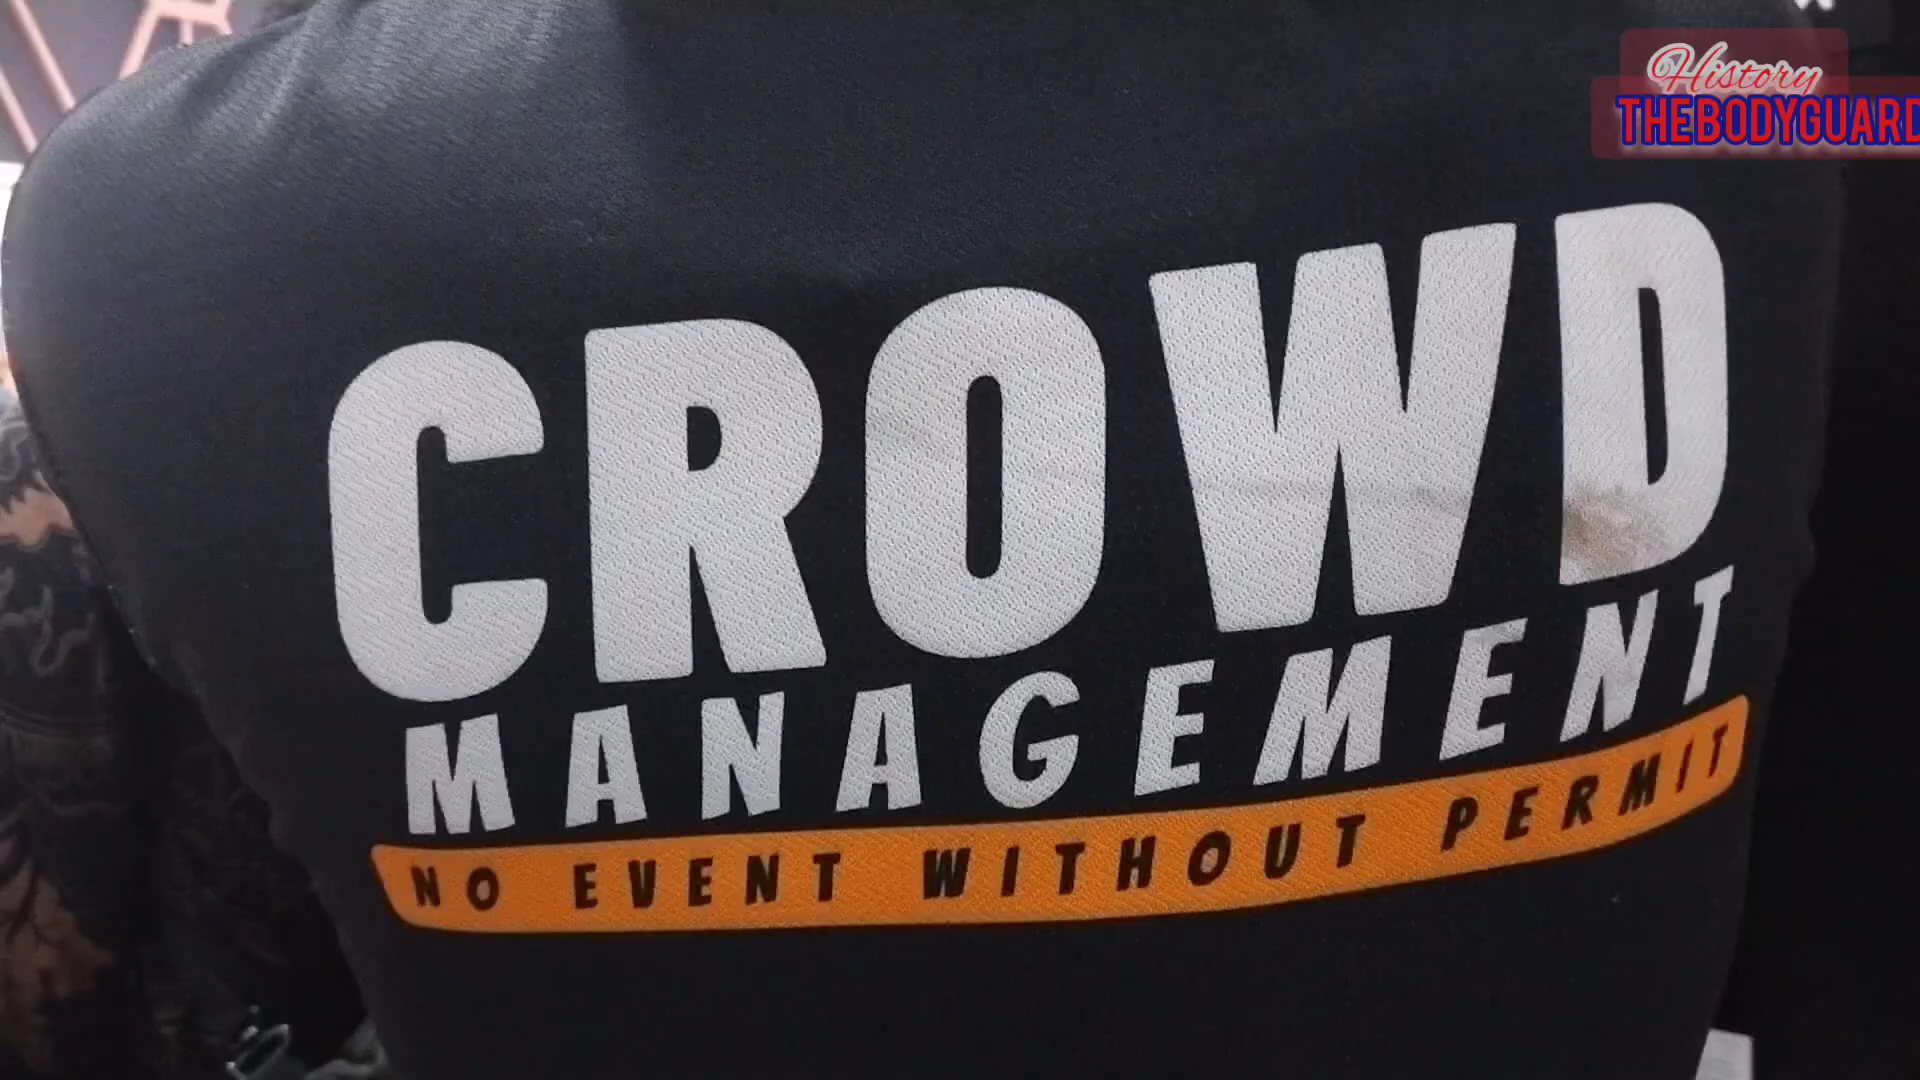 History
THEBODYGUARD
CROWD
MANAGEMENT
NO EVENT WITHOUT PERMIT